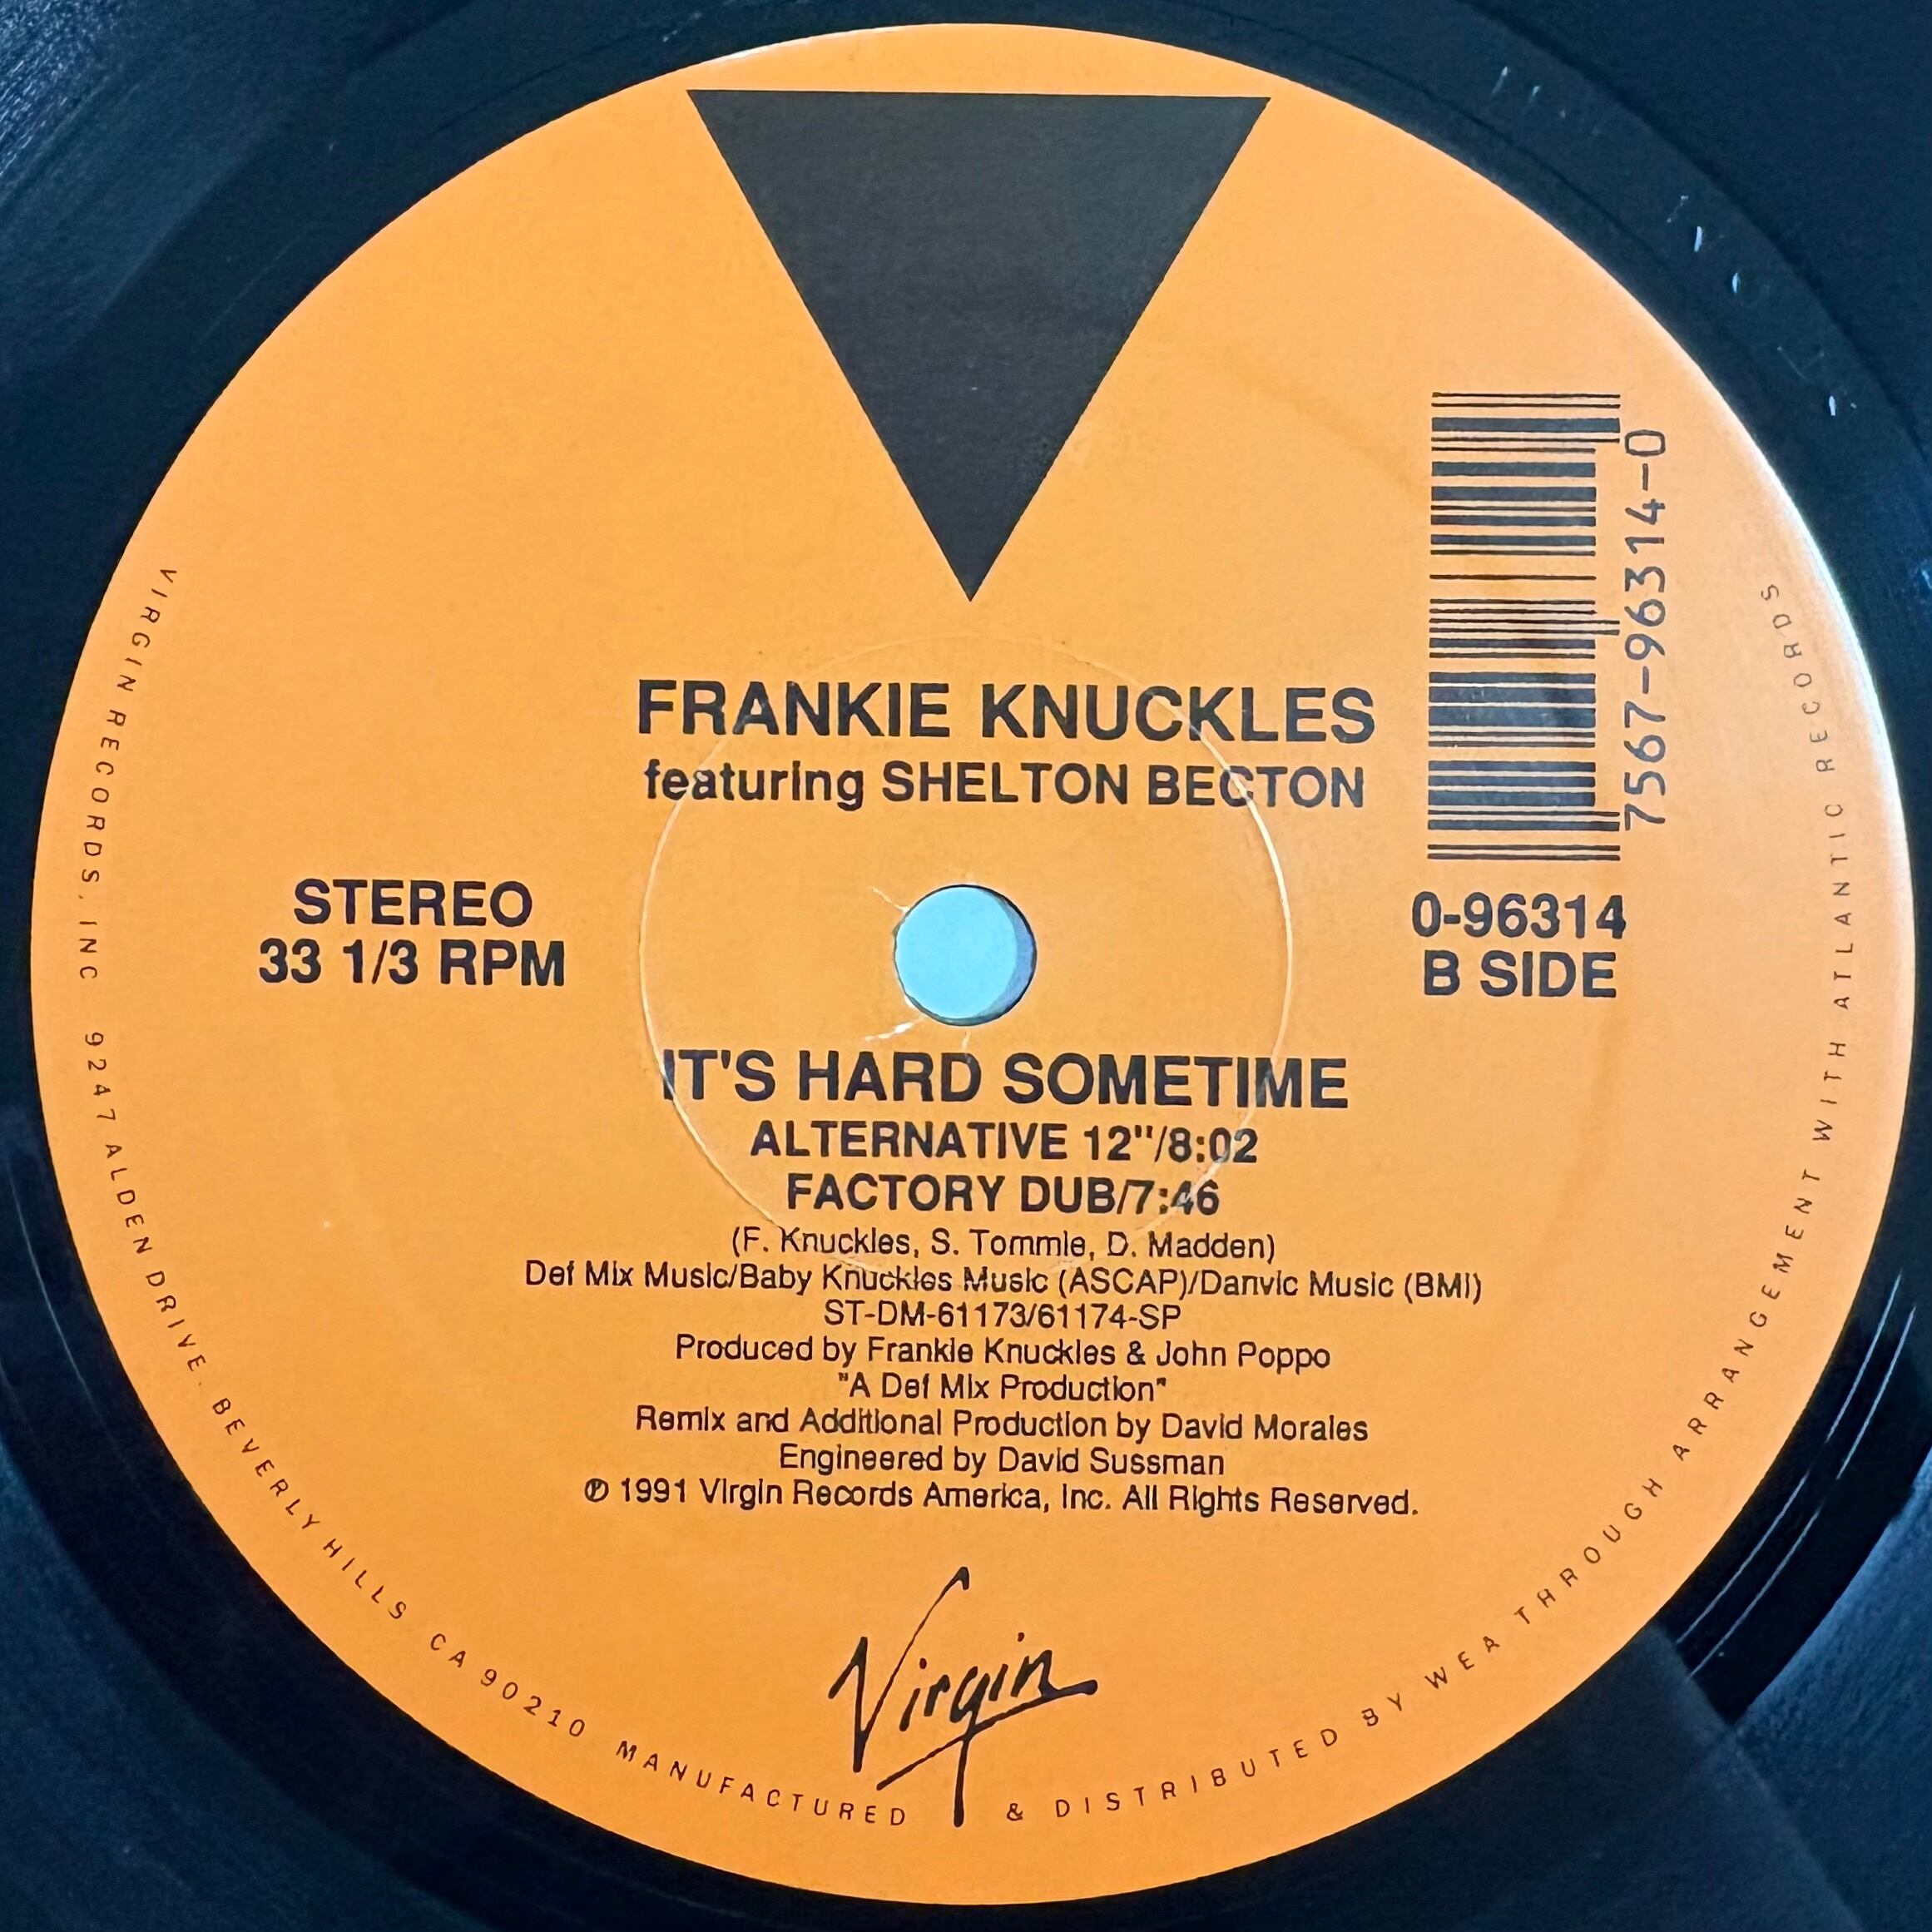 FRANKIE KNUCKLES
featuring SHELTON BECTON
7567-96314-0
STEREO
33 1/3 RPM
0-96314
B SIDE
IT'S HARD SOMETIME
ALTERNATIVE 12"/8:02
FACTORY DUB/7:46
(F. Knuckles, S. Tommie, D. Madden)
Def Mix Music/Baby Knuckles Music (ASCAP)/Danvic Music (BMI)
ST-DM-61173/61174-SP
Produced by Frankie Knuckles & John Poppo
"A Def Mix Production"
Remix and Additional Production by David Morales
Engineered by David Sussman
℗ 1991 Virgin Records America, Inc. All Rights Reserved.
Virgin
VIRGIN RECORDS, INC 9247 ALDEN DRIVE. BEVERLY HILLS CA 90210 MANUFACTURED & DISTRIBUTED BY WEA THROUGH ARRANGEMENT WITH ATLANTIC RECORDS